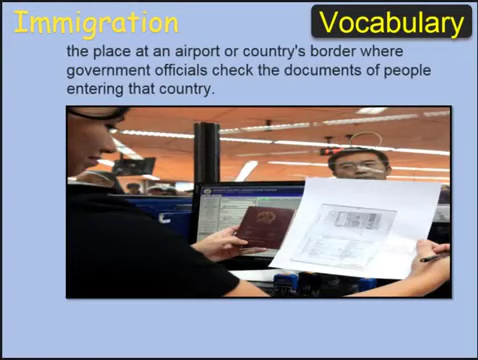 Immigration
Vocabulary
the place at an airport or country's border where
government officials check the documents of people
entering that country.